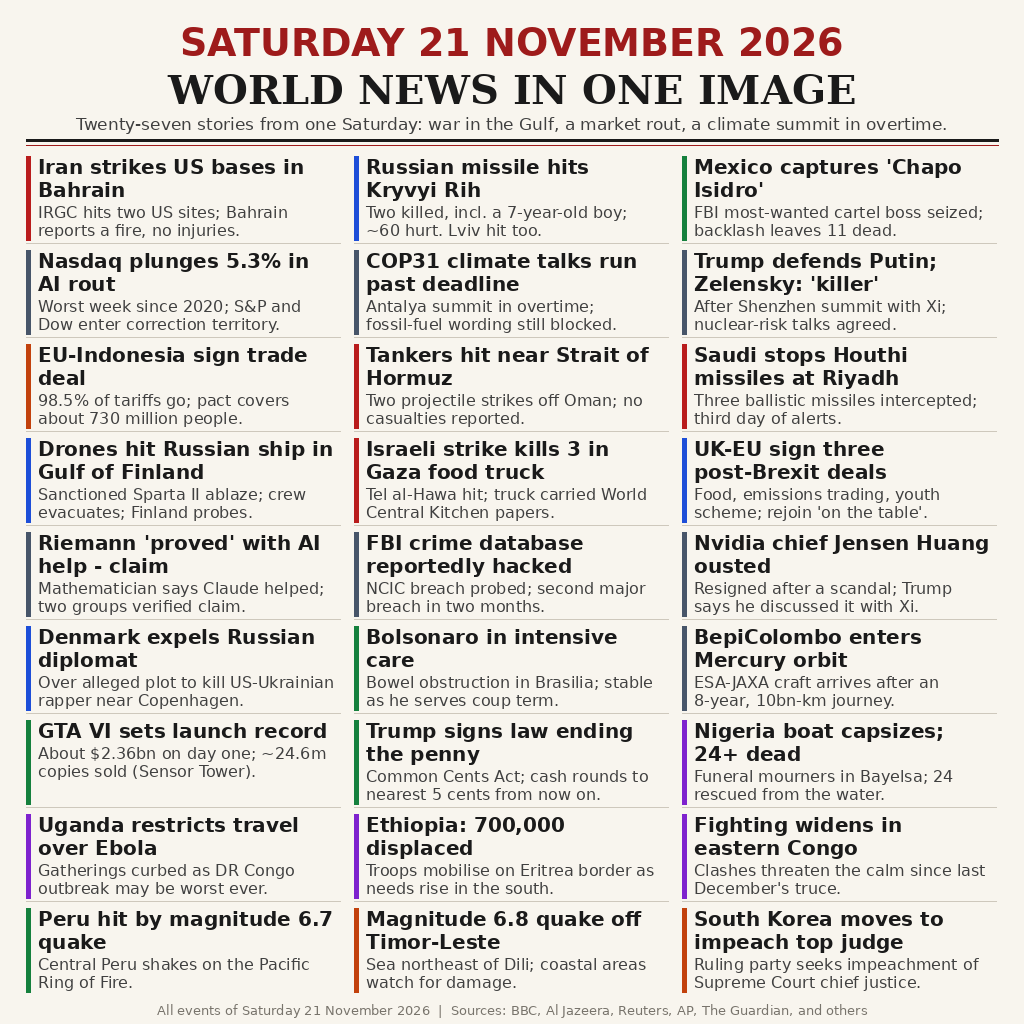 SATURDAY 21 NOVEMBER 2026
WORLD NEWS IN ONE IMAGE
Twenty-seven stories from one Saturday: war in the Gulf, a market rout, a climate summit in overtime.
Iran strikes US bases in
Bahrain
IRGC hits two US sites; Bahrain
reports a fire, no injuries.
Russian missile hits
Kryvyi Rih
Two killed, incl. a 7-year-old boy;
~60 hurt. Lviv hit too.
Mexico captures 'Chapo
Isidro'
FBI most-wanted cartel boss seized;
backlash leaves 11 dead.
Nasdaq plunges 5.3% in
AI rout
Worst week since 2020; S&P and
Dow enter correction territory.
COP31 climate talks run
past deadline
Antalya summit in overtime;
fossil-fuel wording still blocked.
Trump defends Putin;
Zelensky: 'killer'
After Shenzhen summit with Xi;
nuclear-risk talks agreed.
EU-Indonesia sign trade
deal
98.5% of tariffs go; pact covers
about 730 million people.
Tankers hit near Strait of
Hormuz
Two projectile strikes off Oman; no
casualties reported.
Saudi stops Houthi
missiles at Riyadh
Three ballistic missiles intercepted;
third day of alerts.
Drones hit Russian ship in
Gulf of Finland
Sanctioned Sparta II ablaze; crew
evacuates; Finland probes.
Israeli strike kills 3 in
Gaza food truck
Tel al-Hawa hit; truck carried World
Central Kitchen papers.
UK-EU sign three
post-Brexit deals
Food, emissions trading, youth
scheme; rejoin 'on the table'.
Riemann 'proved' with AI
help - claim
Mathematician says Claude helped;
two groups verified claim.
FBI crime database
reportedly hacked
NCIC breach probed; second major
breach in two months.
Nvidia chief Jensen Huang
ousted
Resigned after a scandal; Trump
says he discussed it with Xi.
Denmark expels Russian
diplomat
Over alleged plot to kill US-Ukrainian
rapper near Copenhagen.
Bolsonaro in intensive
care
Bowel obstruction in Brasilia; stable
as he serves coup term.
BepiColombo enters
Mercury orbit
ESA-JAXA craft arrives after an
8-year, 10bn-km journey.
GTA VI sets launch record
About $2.36bn on day one; ~24.6m
copies sold (Sensor Tower).
Trump signs law ending
the penny
Common Cents Act; cash rounds to
nearest 5 cents from now on.
Nigeria boat capsizes;
24+ dead
Funeral mourners in Bayelsa; 24
rescued from the water.
Uganda restricts travel
over Ebola
Gatherings curbed as DR Congo
outbreak may be worst ever.
Ethiopia: 700,000
displaced
Troops mobilise on Eritrea border as
needs rise in the south.
Fighting widens in
eastern Congo
Clashes threaten the calm since last
December's truce.
Peru hit by magnitude 6.7
quake
Central Peru shakes on the Pacific
Ring of Fire.
Magnitude 6.8 quake off
Timor-Leste
Sea northeast of Dili; coastal areas
watch for damage.
South Korea moves to
impeach top judge
Ruling party seeks impeachment of
Supreme Court chief justice.
All events of Saturday 21 November 2026 | Sources: BBC, Al Jazeera, Reuters, AP, The Guardian, and others